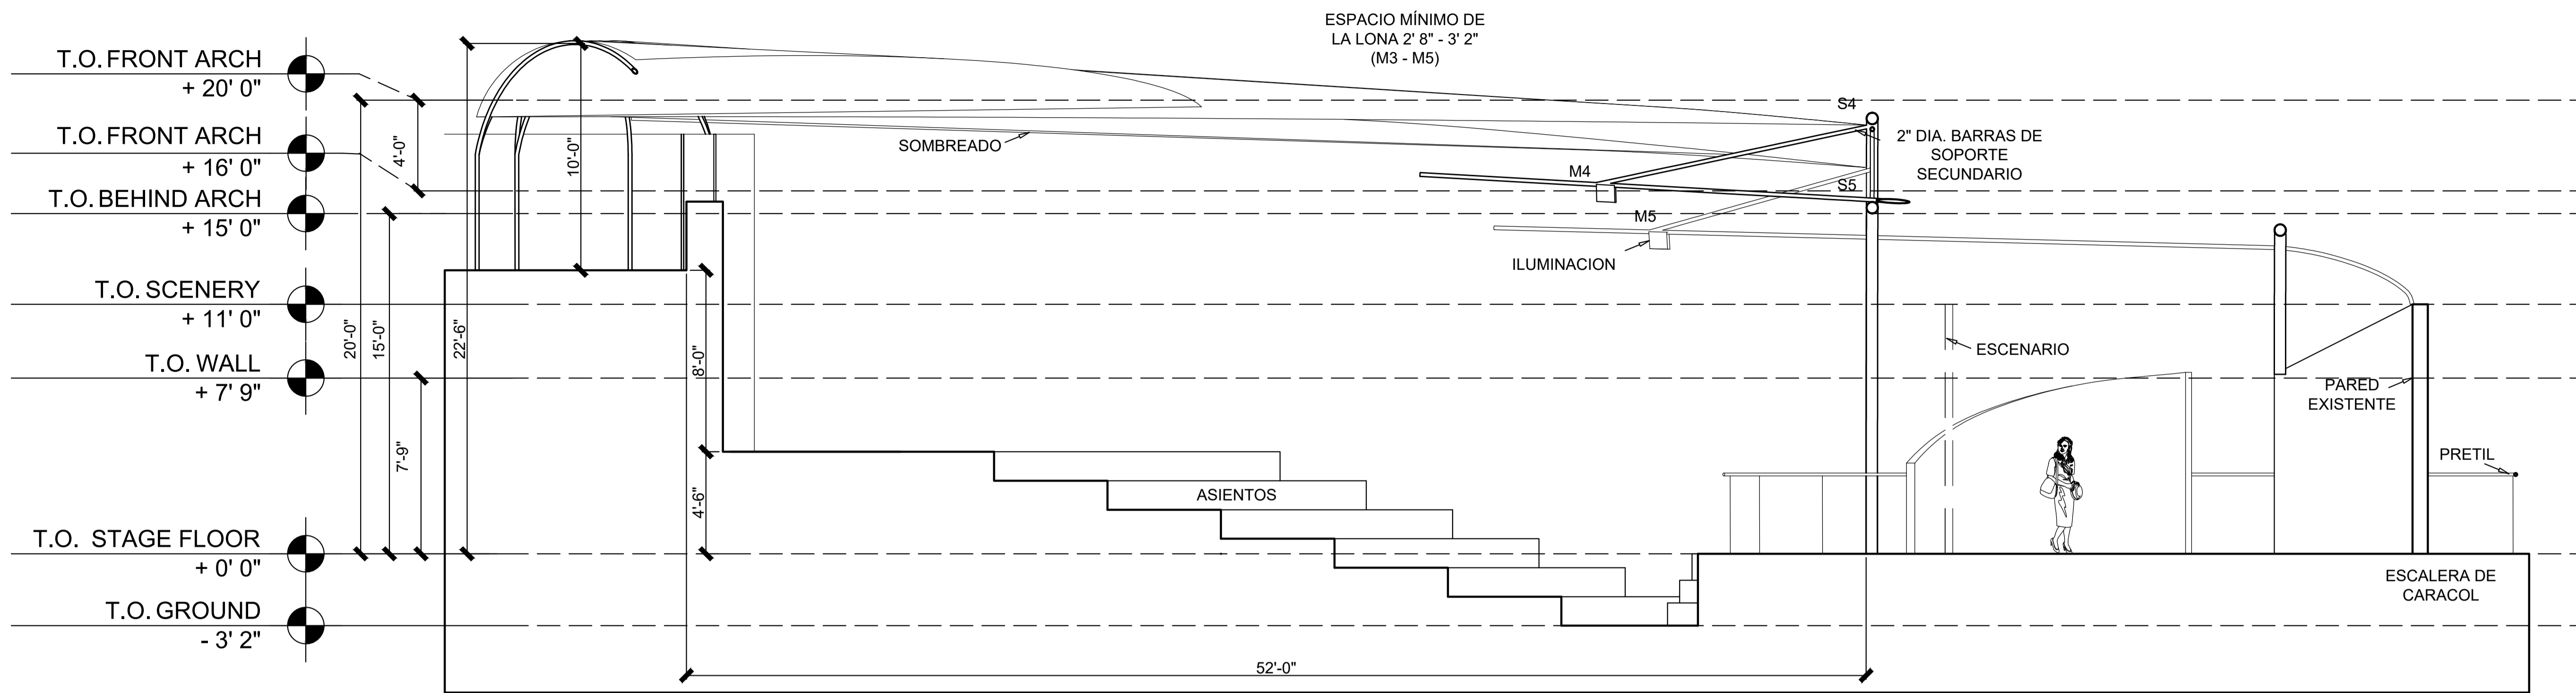 T.O. FRONT ARCH
+ 20' 0"
T.O. FRONT ARCH
+ 16' 0"
T.O. BEHIND ARCH
+ 15' 0"
T.O. SCENERY
+ 11' 0"
T.O. WALL
+ 7' 9"
T.O. STAGE FLOOR
+ 0' 0"
T.O. GROUND
- 3' 2"
20'-0"
15'-0"
4'-0"
7'-9"
22'-6"
10'-0"
8'-0"
4'-6"
52'-0"
ESPACIO MÍNIMO DE
LA LONA 2' 8" - 3' 2"
(M3 - M5)
SOMBREADO
S4
2" DIA. BARRAS DE
SOPORTE
SECUNDARIO
M4
S5
M5
ILUMINACION
ESCENARIO
PARED
EXISTENTE
PRETIL
ASIENTOS
ESCALERA DE
CARACOL